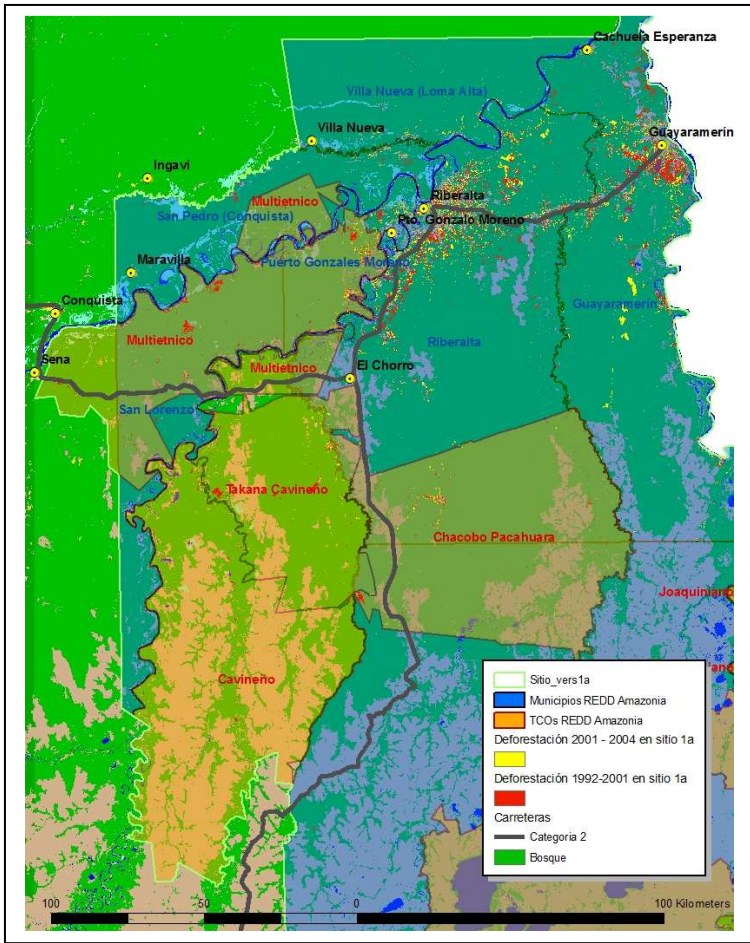 Cachuela Esperanza
Villa Nueva (Loma Alta)
Villa Nueva
Guayaramerín
Ingavi
Multietnico
Riberalta
San Pedro (Conquista)
Pto. Gonzalo Moreno
Puerto Gonzales Moreno
Maravilla
Conquista
Guayaramerín
Multietnico
Riberalta
Sena
Multietnico
El Chorro
San Lorenzo
Takana Cavineño
Chacobo Pacahuara
Joaquiniano
Cavineño
Sitio_vers1a
Municipios REDD Amazonia
TCOs REDD Amazonia
Deforestación 2001 - 2004 en sitio 1a
Deforestación 1992-2001 en sitio 1a
Carreteras
Categoria 2
Bosque
100 50 0 100 Kilometers